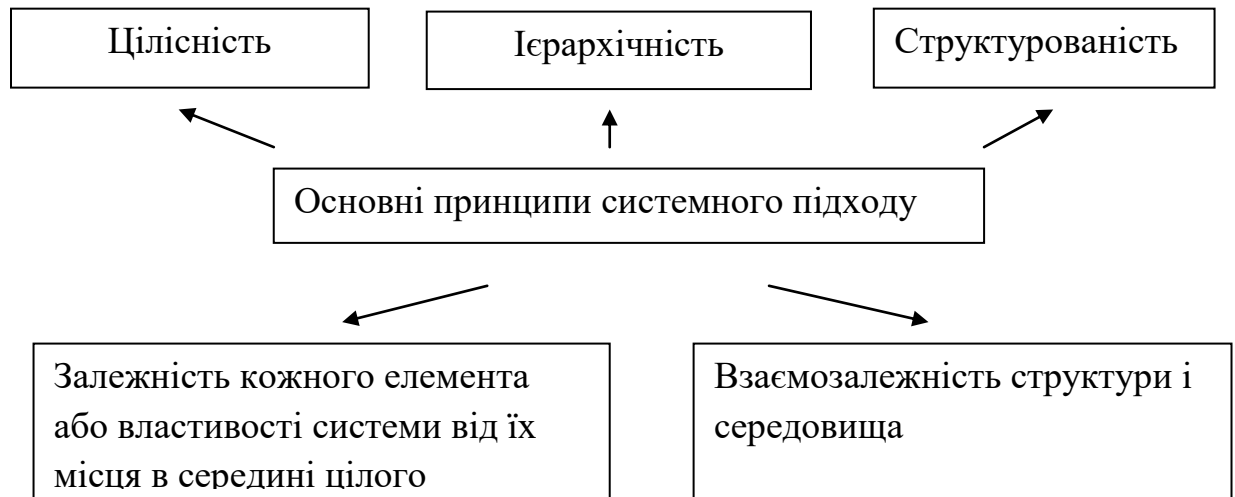 Цілісність
Ієрархічність
Структурованість
Основні принципи системного підходу
Залежність кожного елемента
або властивості системи від їх
місця в середині цілого
Взаємозалежність структури і
середовища